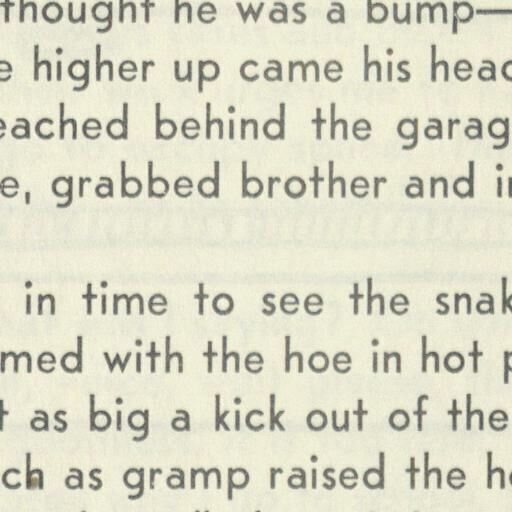 thought he was a bump—
e higher up came his head
eached behind the garag
e, grabbed brother and i
in time to see the snak
med with the hoe in hot p
t as big a kick out of the
ch as gramp raised the h